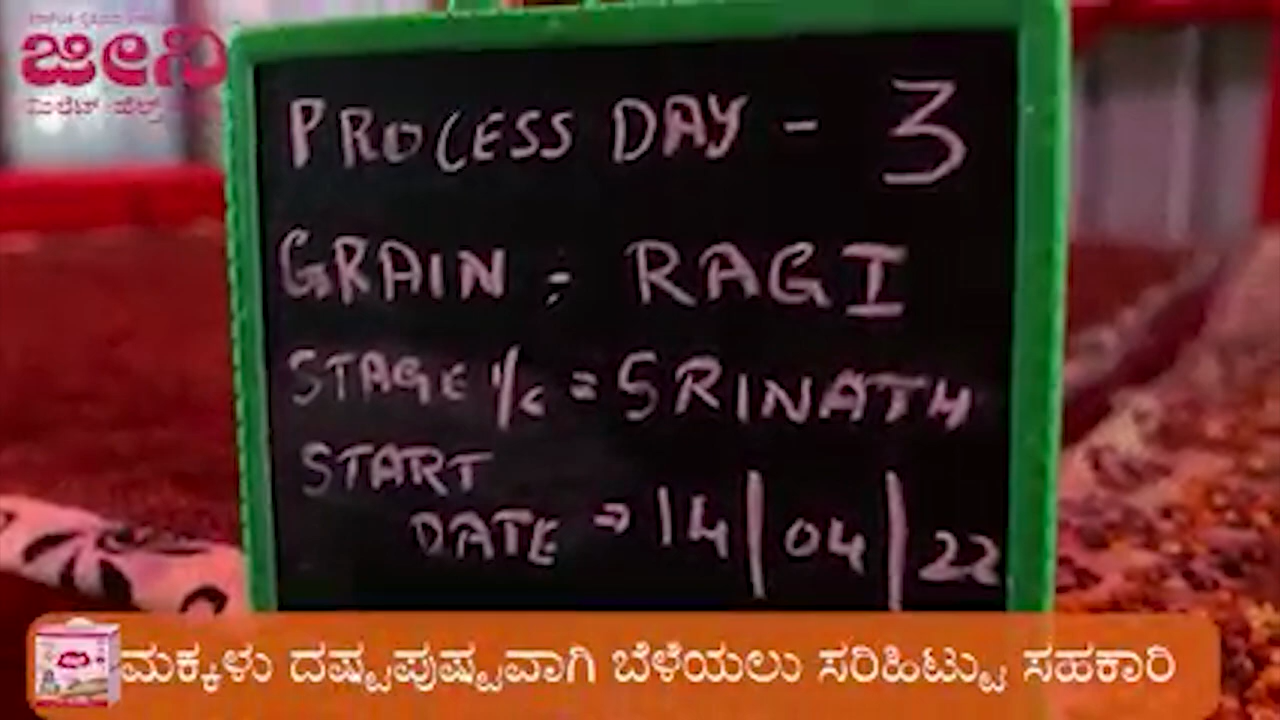 ಜೀನಿ
ಮಿಲೆಟ್ ಹೆಲ್ತ್
PROCESS DAY - 3
GRAIN : RAGI
STAGE I/C = SRINATH
START
DATE → 14/04/22
ಮಕ್ಕಳು ದಷ್ಟಪುಷ್ಟವಾಗಿ ಬೆಳೆಯಲು ಸರಿಹಿಟ್ಟು ಸಹಕಾರಿ